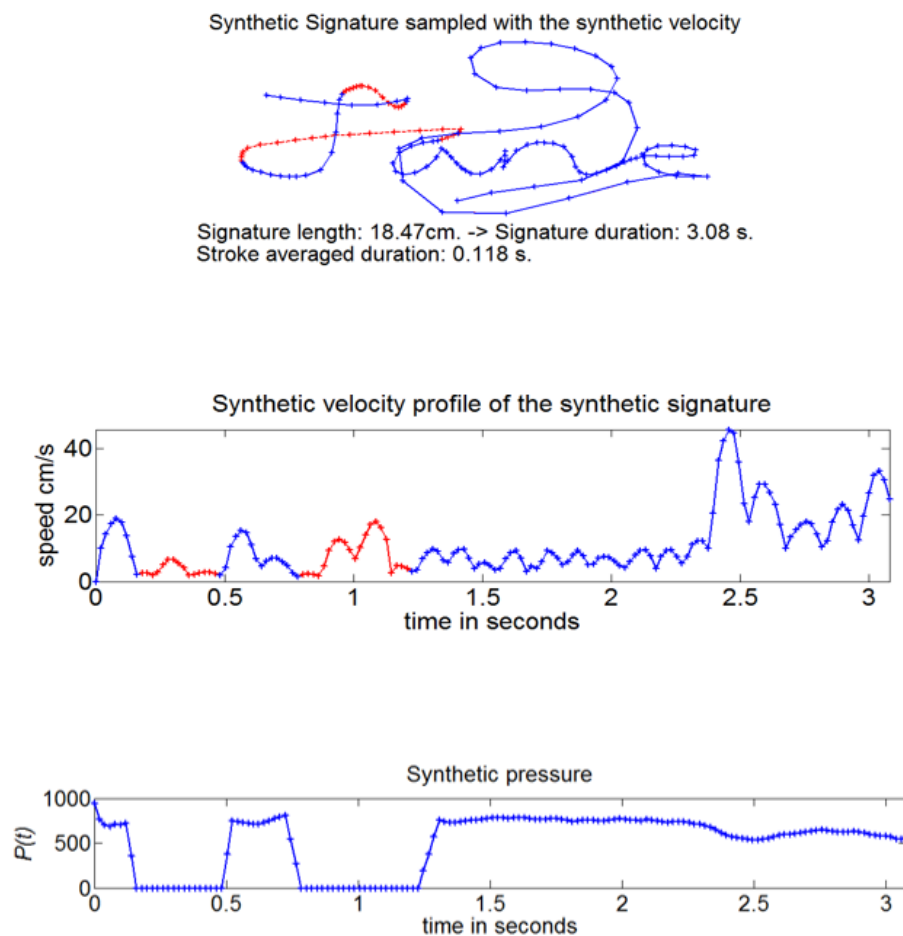 Synthetic Signature sampled with the synthetic velocity
Signature length: 18.47cm. -> Signature duration: 3.08 s.
Stroke averaged duration: 0.118 s.
Synthetic velocity profile of the synthetic signature
speed cm/s
40
20
0
0 0.5 1 1.5 2 2.5 3
time in seconds
Synthetic pressure
P(t)
1000
500
0
0 0.5 1 1.5 2 2.5 3
time in seconds